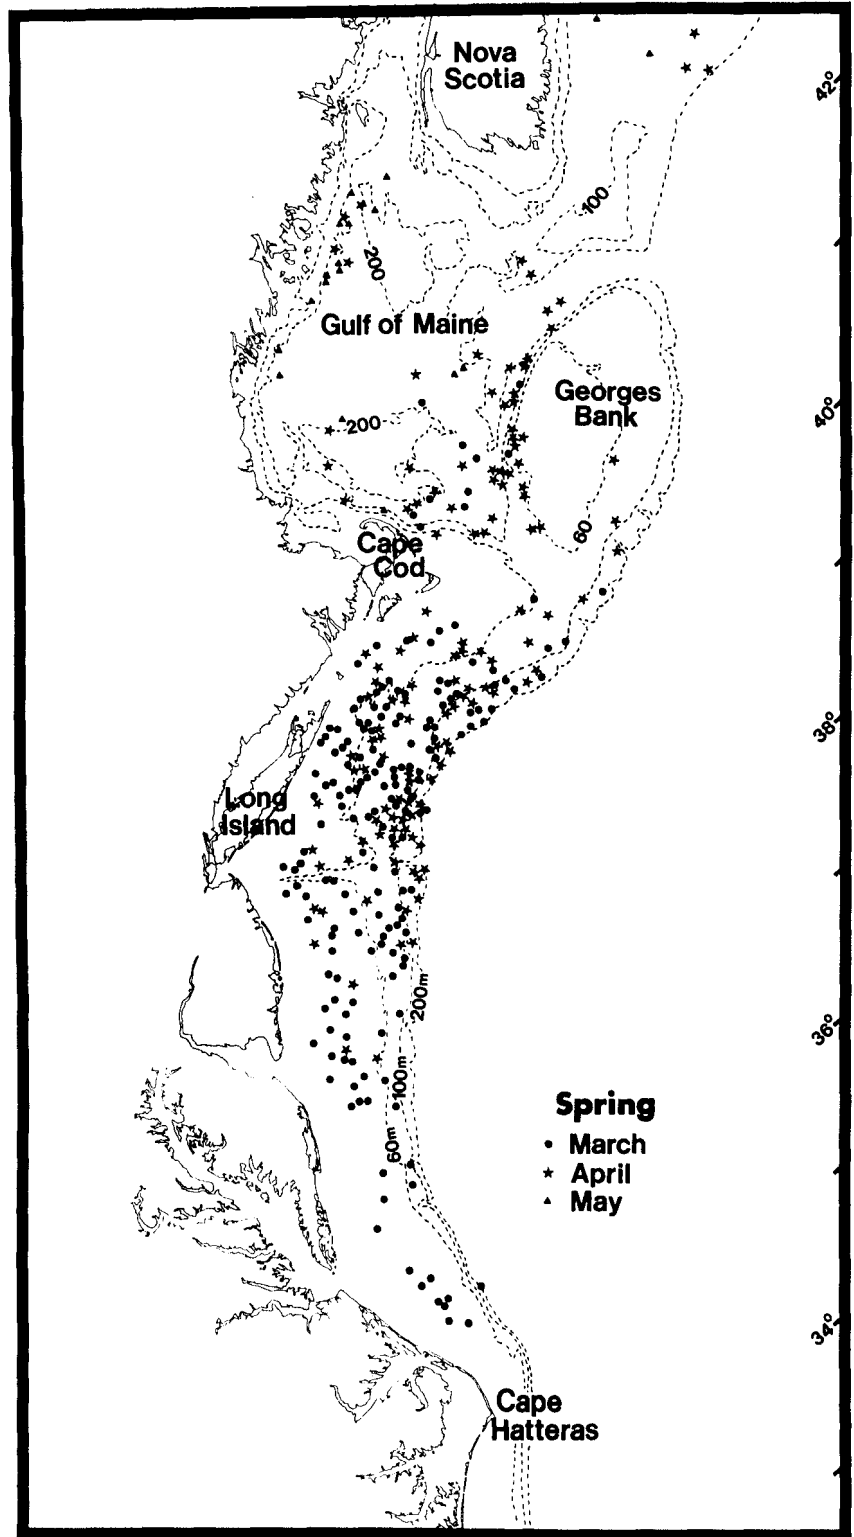 Nova
Scotia
42°
100
200
Gulf of Maine
Georges
Bank
40°
200
60
Cape
Cod
38°
Long
Island
200m
36°
100m
60m
Spring
March
April
May
34°
Cape
Hatteras